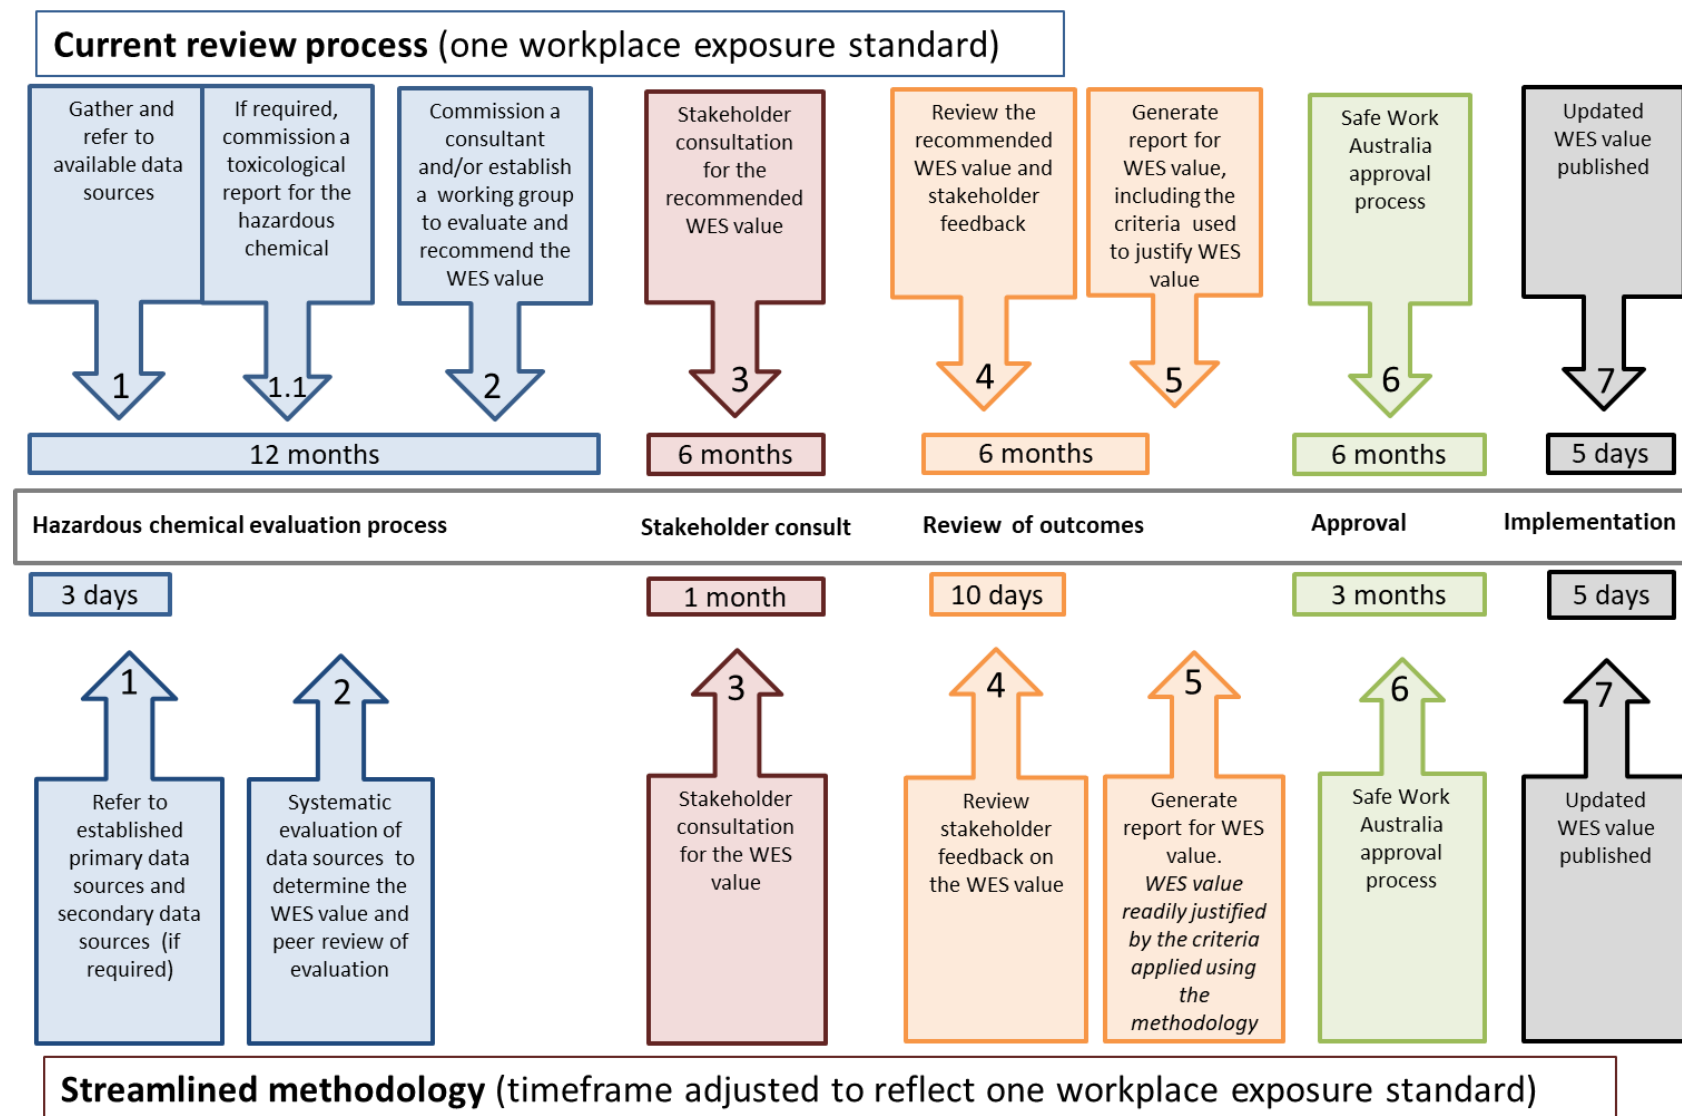 Current review process (one workplace exposure standard)
Gather and
refer to
available data
sources
If required,
commission a
toxicological
report for the
hazardous
chemical
Commission a
consultant
and/or establish
a working group
to evaluate and
recommend the
WES value
Stakeholder
consultation
for the
recommended
WES value
Review the
recommended
WES value and
stakeholder
feedback
Generate
report for
WES value,
including the
criteria used
to justify WES
value
Safe Work
Australia
approval
process
Updated
WES value
published
1
1.1
2
3
4
5
6
7
12 months
6 months
6 months
6 months
5 days
Hazardous chemical evaluation process
Stakeholder consult
Review of outcomes
Approval
Implementation
3 days
1 month
10 days
3 months
5 days
1
2
3
4
5
6
7
Refer to
established
primary data
sources and
secondary data
sources (if
required)
Systematic
evaluation of
data sources to
determine the
WES value and
peer review of
evaluation
Stakeholder
consultation
for the WES
value
Review
stakeholder
feedback on
the WES value
Generate
report for WES
value.
WES value
readily justified
by the criteria
applied using
the
methodology
Safe Work
Australia
approval
process
Updated
WES value
published
Streamlined methodology (timeframe adjusted to reflect one workplace exposure standard)